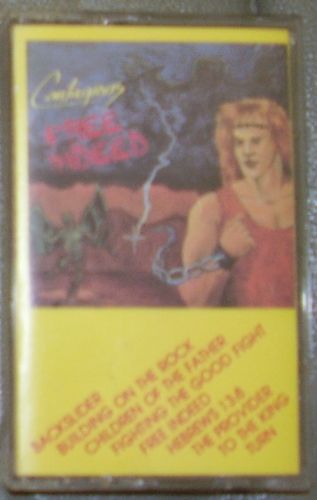 Contagious
FREE
INDEED
BACKSLIDER
BUILDING ON THE ROCK
CHILDREN OF THE FATHER
FIGHTING THE GOOD FIGHT
FREE INDEED
HEBREWS 13:8
THE PROVIDER
TO THE KING
TURN